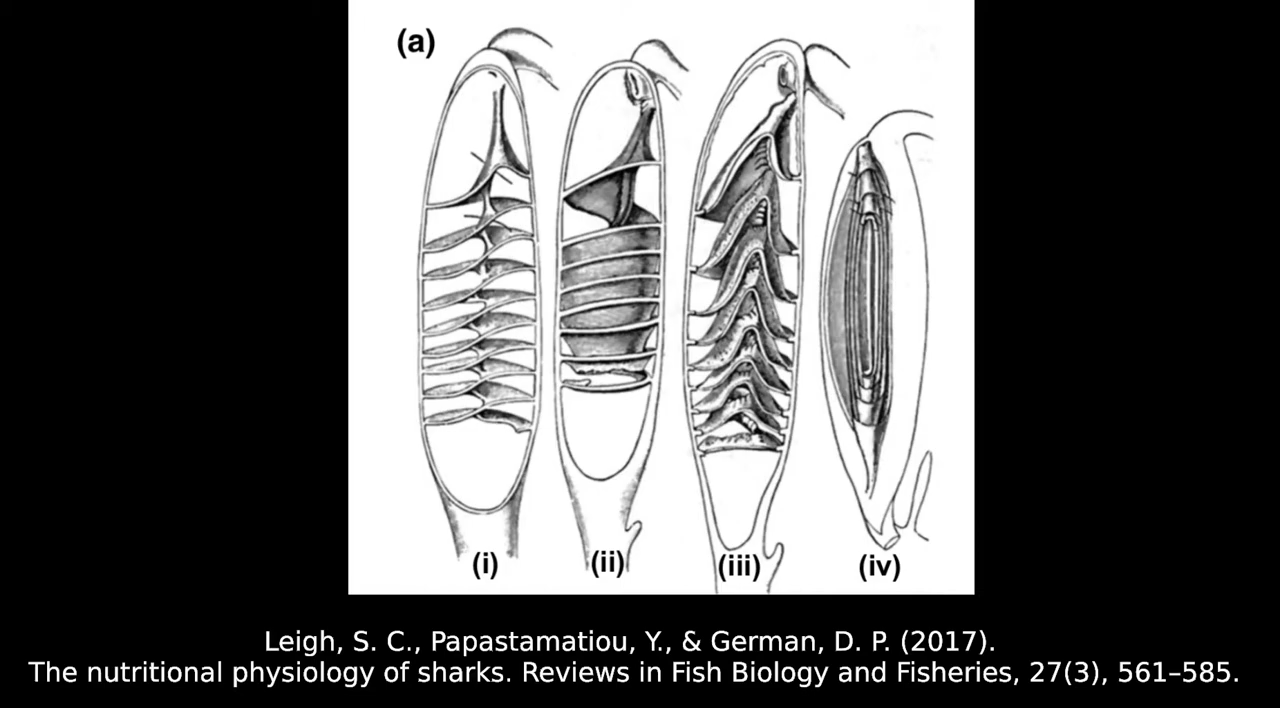 (a)
(i) (ii) (iii) (iv)
Leigh, S. C., Papastamatiou, Y., & German, D. P. (2017).
The nutritional physiology of sharks. Reviews in Fish Biology and Fisheries, 27(3), 561–585.